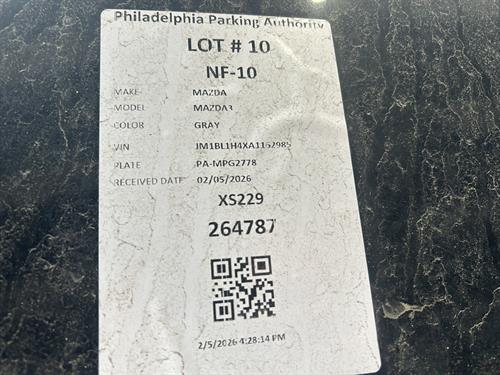 Philadelphia Parking Authority
LOT # 10
NF-10
MAKE MAZDA
MODEL MAZDA3
COLOR GRAY
VIN JM1BL1H4XA1162985
PLATE PA-MPG2778
RECEIVED DATE 02/05/2026
XS229
264787
2/5/2026 4:28:14 PM